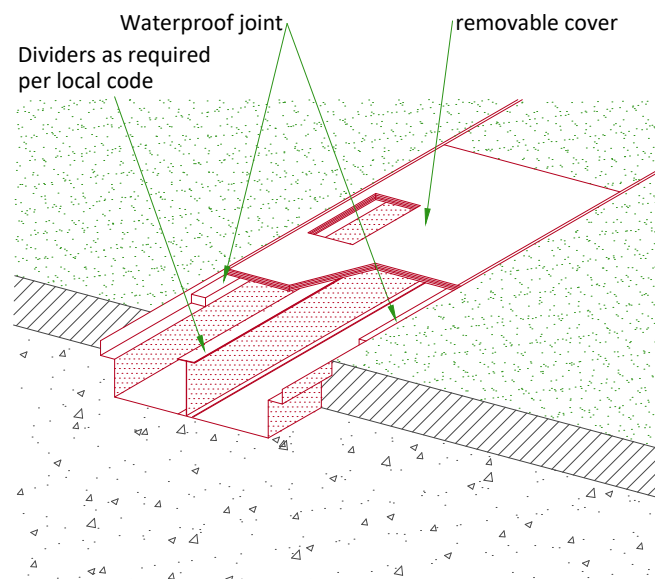 Waterproof joint
removable cover
Dividers as required
per local code